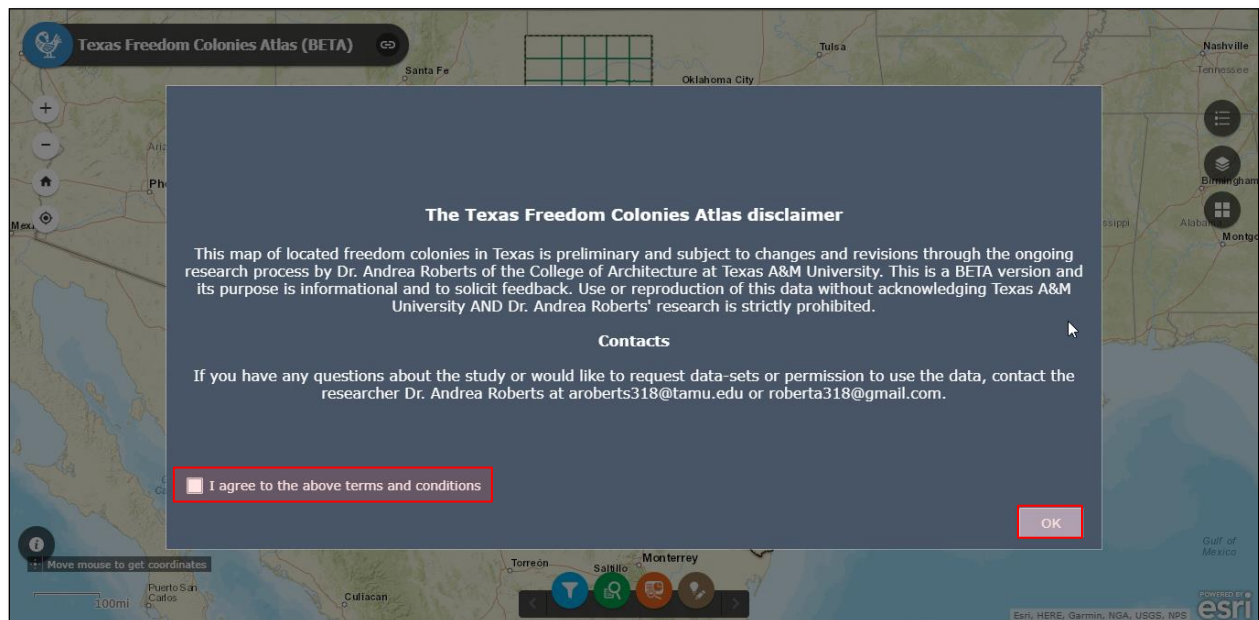 Texas Freedom Colonies Atlas (BETA)
Tulsa
Nashville
Tennessee
Santa Fe
Oklahoma City
+
−
Ariz
Ph
Birmingham
Mexi
ssippi
Alabama
Montgo
The Texas Freedom Colonies Atlas disclaimer
This map of located freedom colonies in Texas is preliminary and subject to changes and revisions through the ongoing
research process by Dr. Andrea Roberts of the College of Architecture at Texas A&M University. This is a BETA version and
its purpose is informational and to solicit feedback. Use or reproduction of this data without acknowledging Texas A&M
University AND Dr. Andrea Roberts' research is strictly prohibited.
Contacts
If you have any questions about the study or would like to request data-sets or permission to use the data, contact the
researcher Dr. Andrea Roberts at aroberts318@tamu.edu or roberta318@gmail.com.
I agree to the above terms and conditions
OK
Gulf of
Mexico
Move mouse to get coordinates
Torreón
Saltillo
Monterrey
Puerto San
Carlos
Culiacan
100mi
Esri, HERE, Garmin, NGA, USGS, NPS
POWERED BY
esri